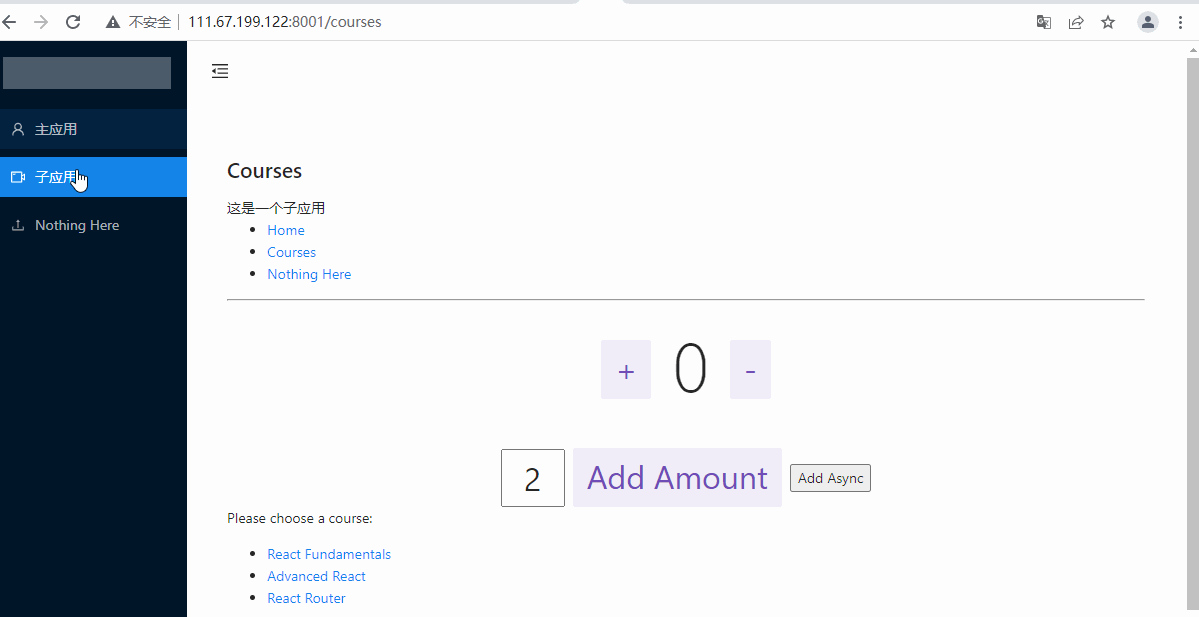 不安全 111.67.199.122:8001/courses
主应用
子应用
Nothing Here
Courses
这是一个子应用
Home
Courses
Nothing Here
+ 0 -
2 Add Amount Add Async
Please choose a course:
React Fundamentals
Advanced React
React Router